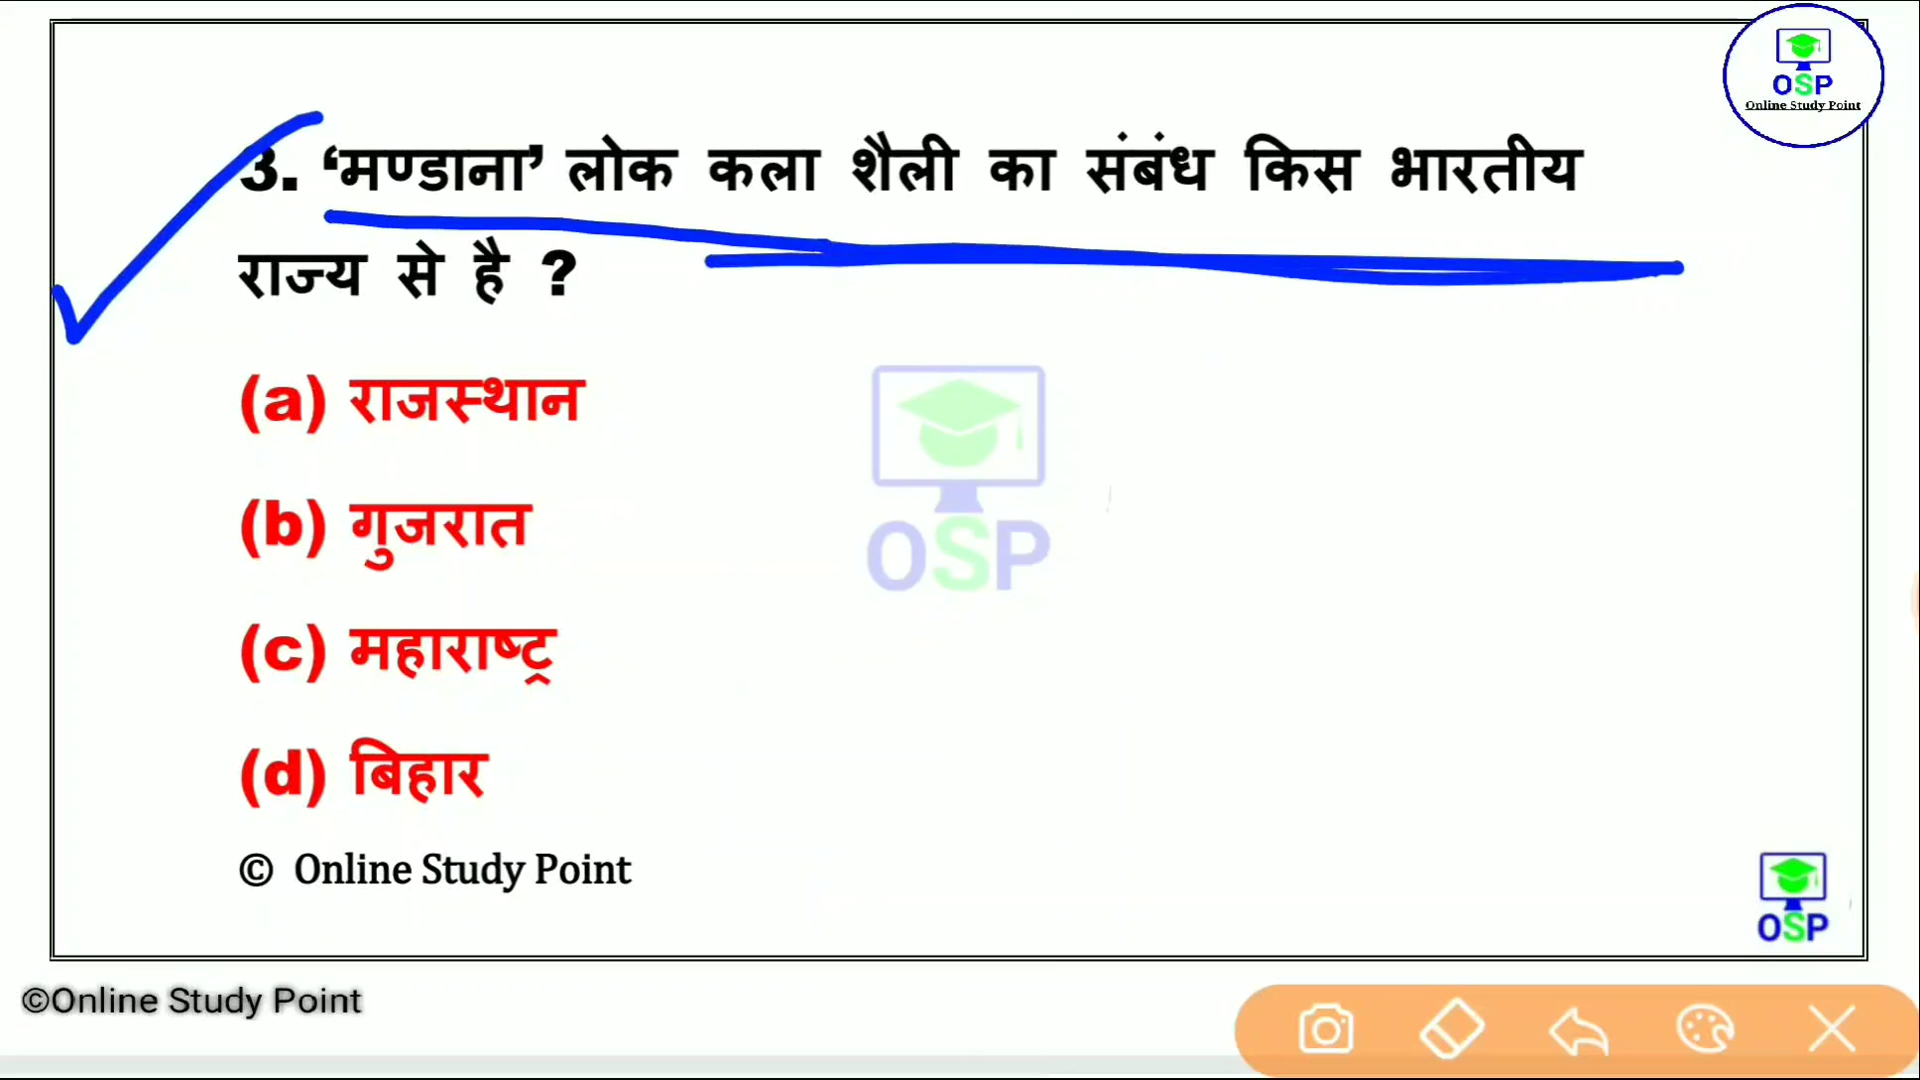 OSP
Online Study Point
3. ‘मण्डाना’ लोक कला शैली का संबंध किस भारतीय
राज्य से है ?
(a) राजस्थान
(b) गुजरात
(c) महाराष्ट्र
(d) बिहार
OSP
© Online Study Point
OSP
©Online Study Point